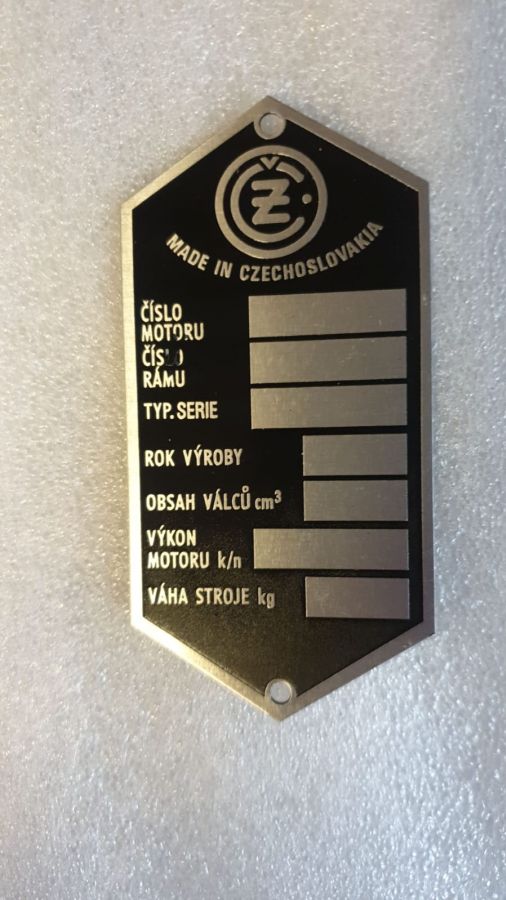 ČZ
MADE IN CZECHOSLOVAKIA
ČÍSLO
MOTORU
ČÍSLO
RÁMU
TYP. SERIE
ROK VÝROBY
OBSAH VÁLCŮ cm³
VÝKON
MOTORU k/n
VÁHA STROJE kg